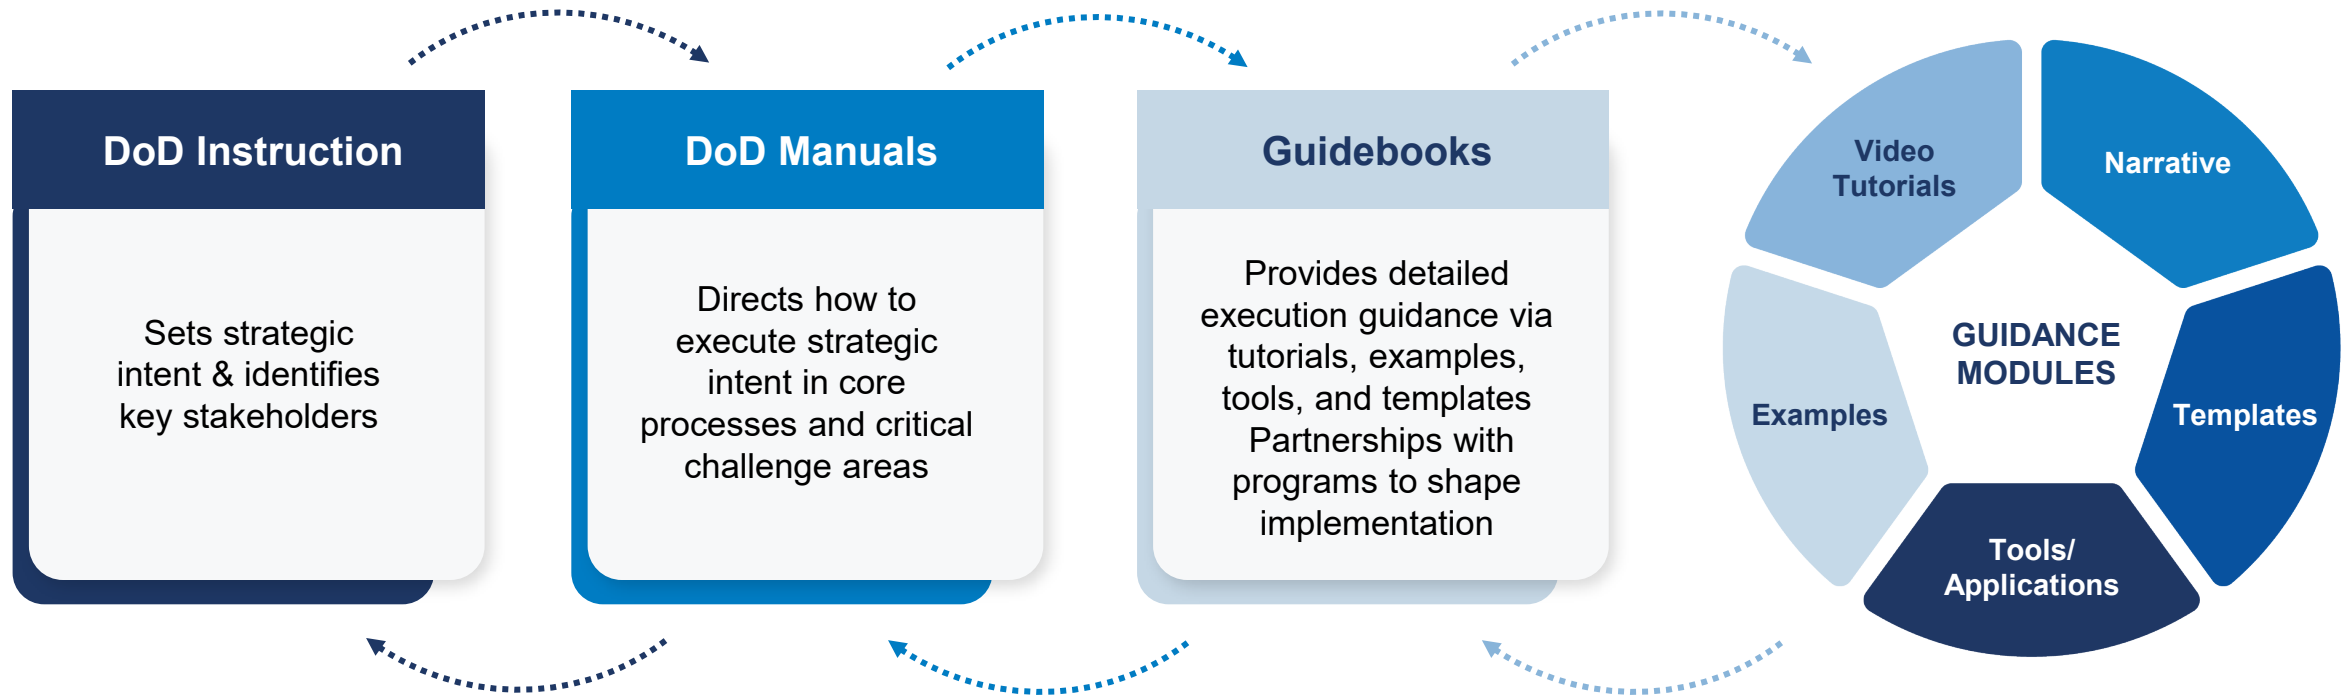 DoD Instruction
Sets strategic
intent & identifies
key stakeholders
DoD Manuals
Directs how to
execute strategic
intent in core
processes and critical
challenge areas
Guidebooks
Provides detailed
execution guidance via
tutorials, examples,
tools, and templates
Partnerships with
programs to shape
implementation
GUIDANCE
MODULES
Narrative
Templates
Tools/
Applications
Examples
Video
Tutorials